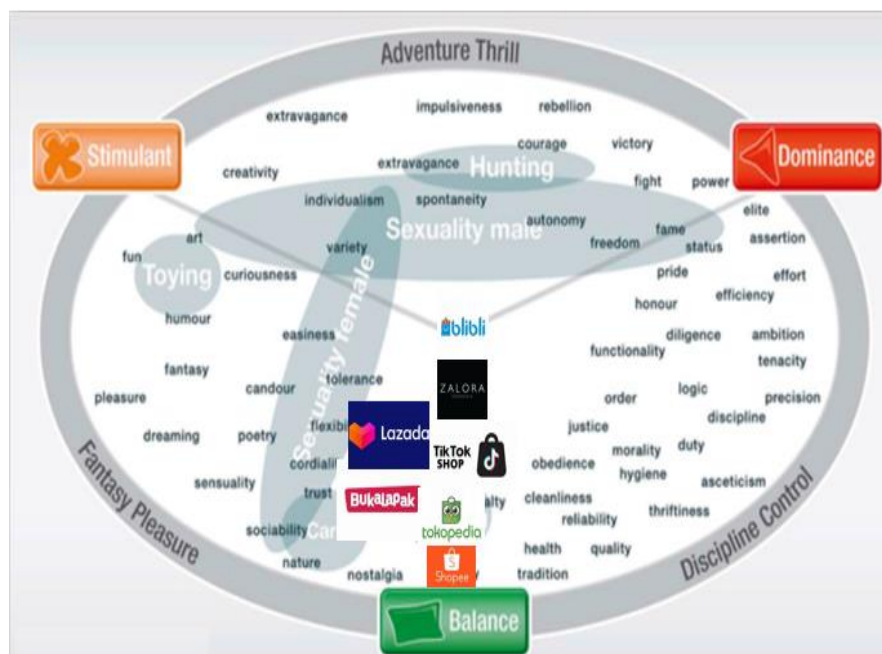 Adventure Thrill
extravagance impulsiveness rebellion
Stimulant
courage victory
Dominance
creativity extravagance Hunting
fight power
individualism spontaneity
elite
art variety Sexuality male autonomy fame
freedom status assertion
fun
Toying curiousness
pride effort
humour
honour efficiency
easiness blibli
diligence ambition
functionality
tenacity
fantasy tolerance ZALORA
pleasure candour
logic
order precision
Sexuality female
discipline
Lazada
justice
dreaming poetry
TikTok
SHOP
morality duty
obedience
hygiene
sensuality
asceticism
trust BUKALAPAK
cleanliness
reliability thriftiness
sociability
tokopedia
nature
health quality
nostalgia Shopee tradition
Fantasy Pleasure
Discipline Control
Balance